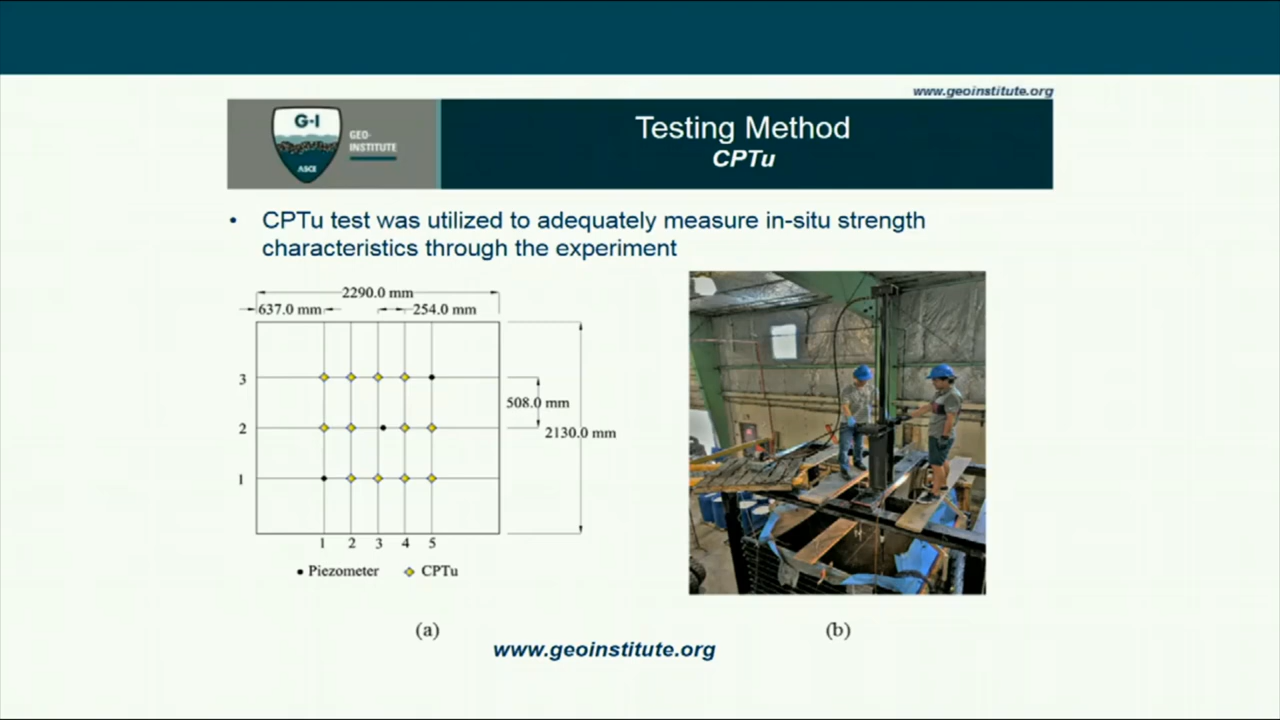 www.geoinstitute.org
G-I
GEO-
INSTITUTE
ASCE
Testing Method
CPTu
• CPTu test was utilized to adequately measure in-situ strength
characteristics through the experiment
2290.0 mm
637.0 mm
254.0 mm
3
508.0 mm
2
2130.0 mm
1
1 2 3 4 5
Piezometer
CPTu
(a)
(b)
www.geoinstitute.org